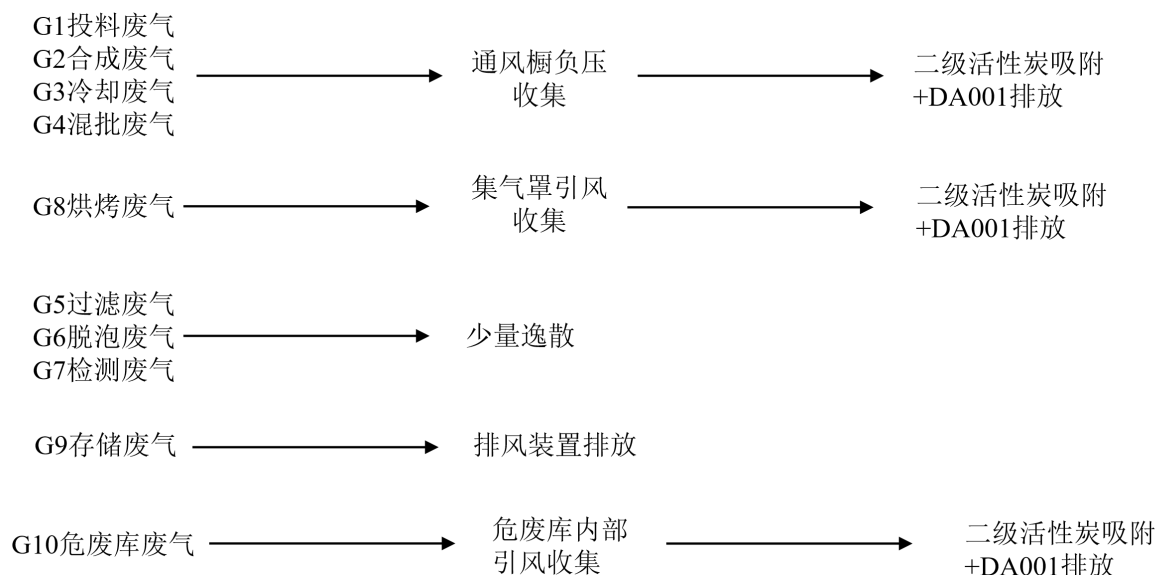 G1投料废气
G2合成废气
G3冷却废气
G4混批废气
通风橱负压
收集
二级活性炭吸附
+DA001排放
G8烘烤废气
集气罩引风
收集
二级活性炭吸附
+DA001排放
G5过滤废气
G6脱泡废气
G7检测废气
少量逸散
G9存储废气
排风装置排放
G10危废库废气
危废库内部
引风收集
二级活性炭吸附
+DA001排放